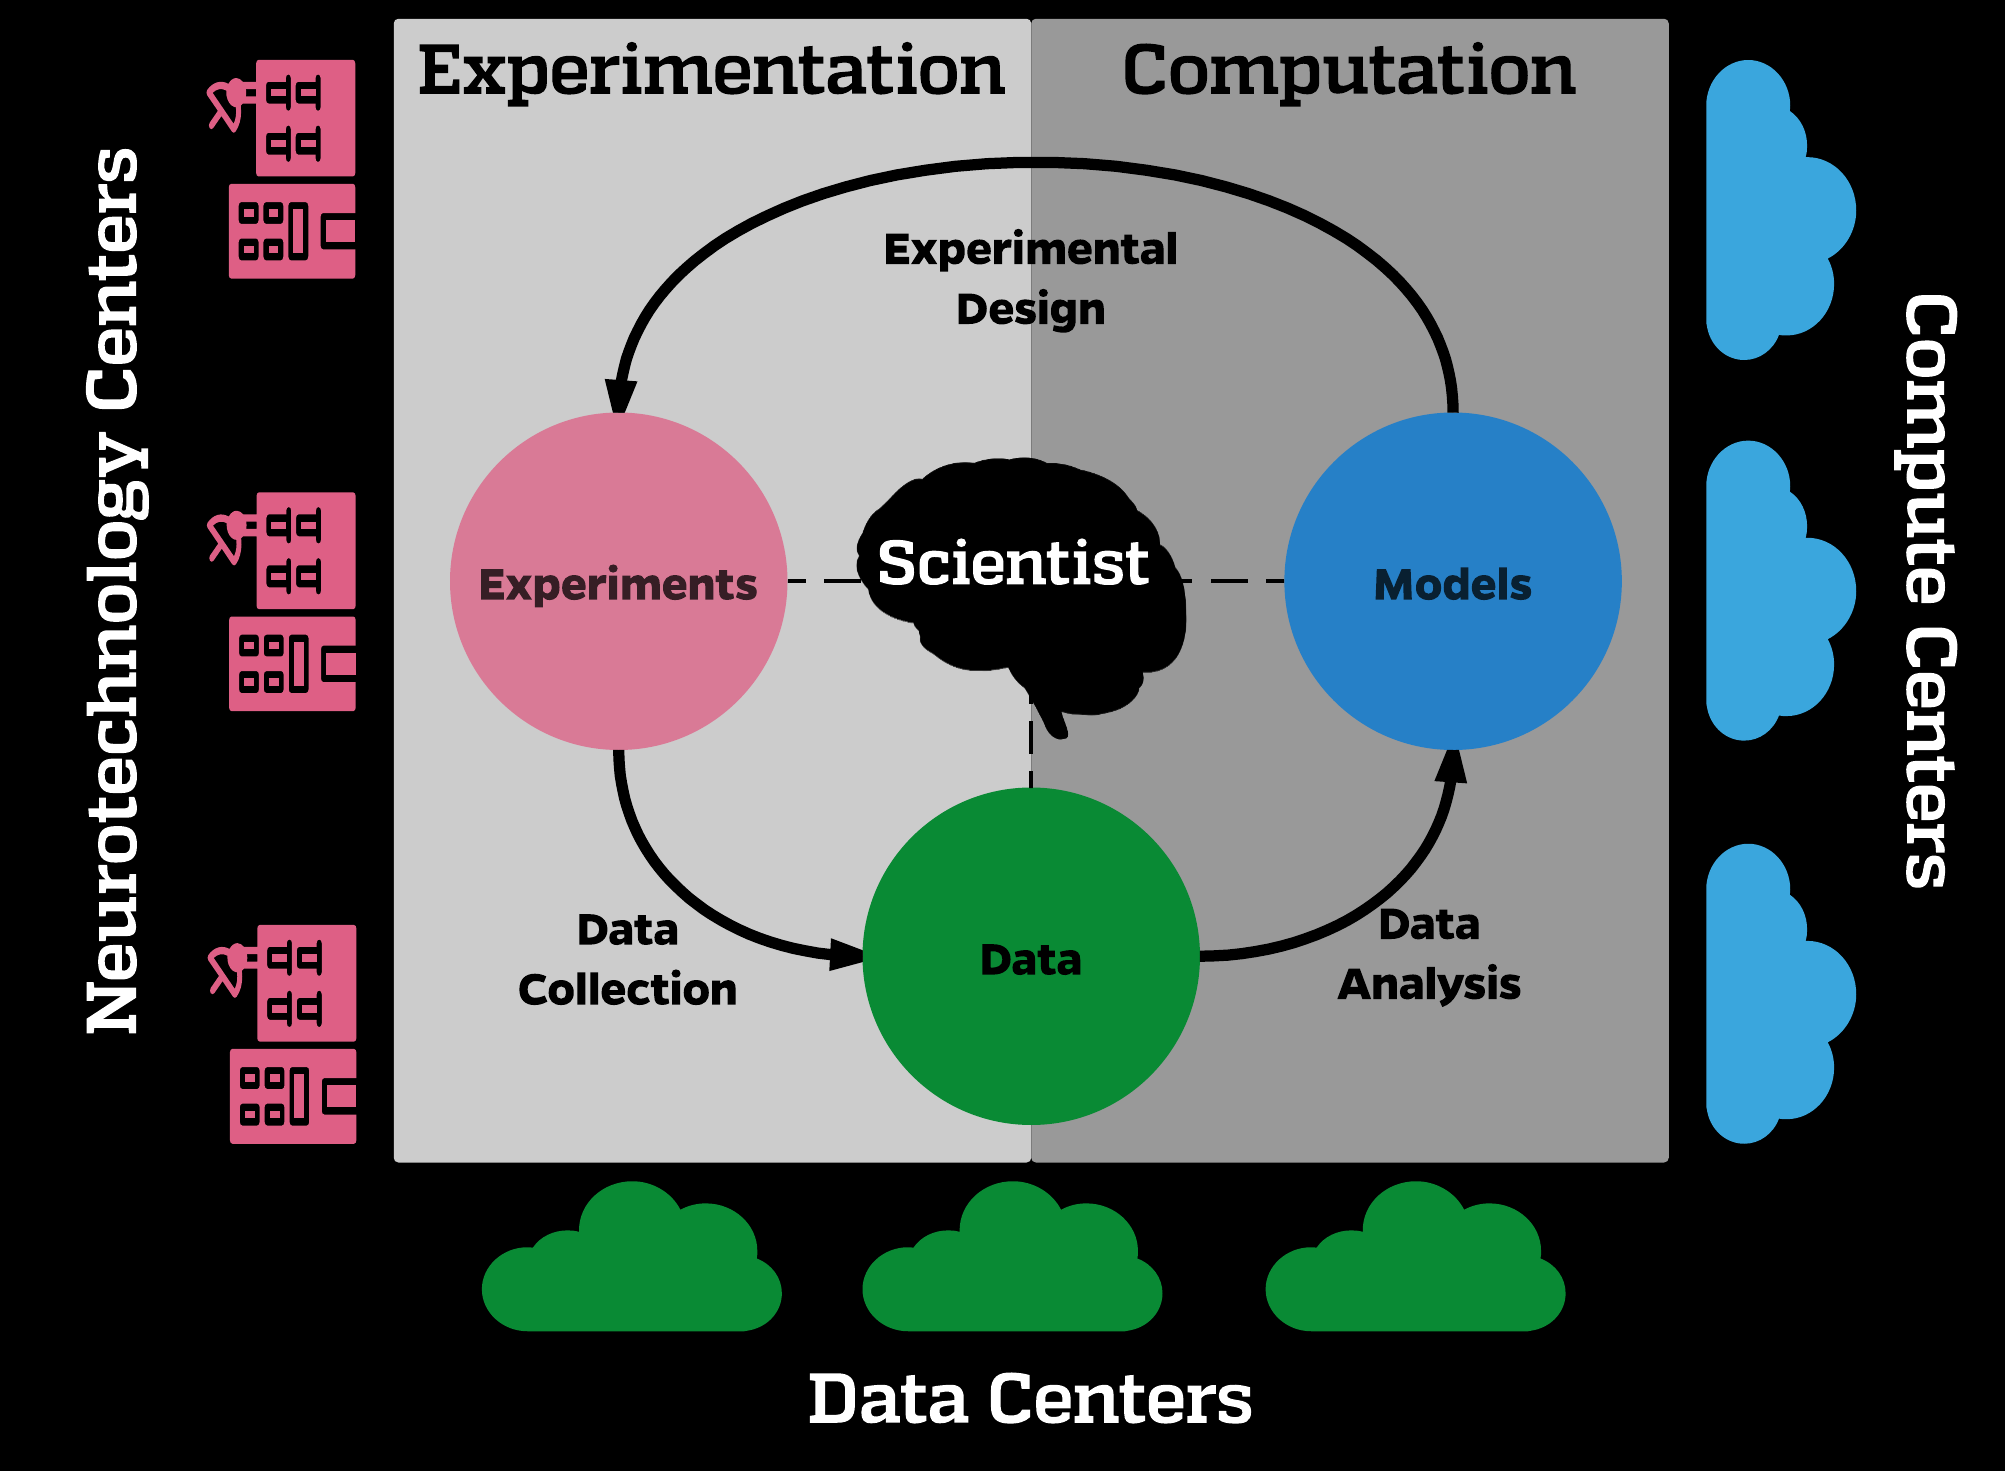 Experimentation
Computation
Neurotechnology Centers
Compute Centers
Experimental
Design
Experiments
Scientist
Models
Data
Collection
Data
Data
Analysis
Data Centers